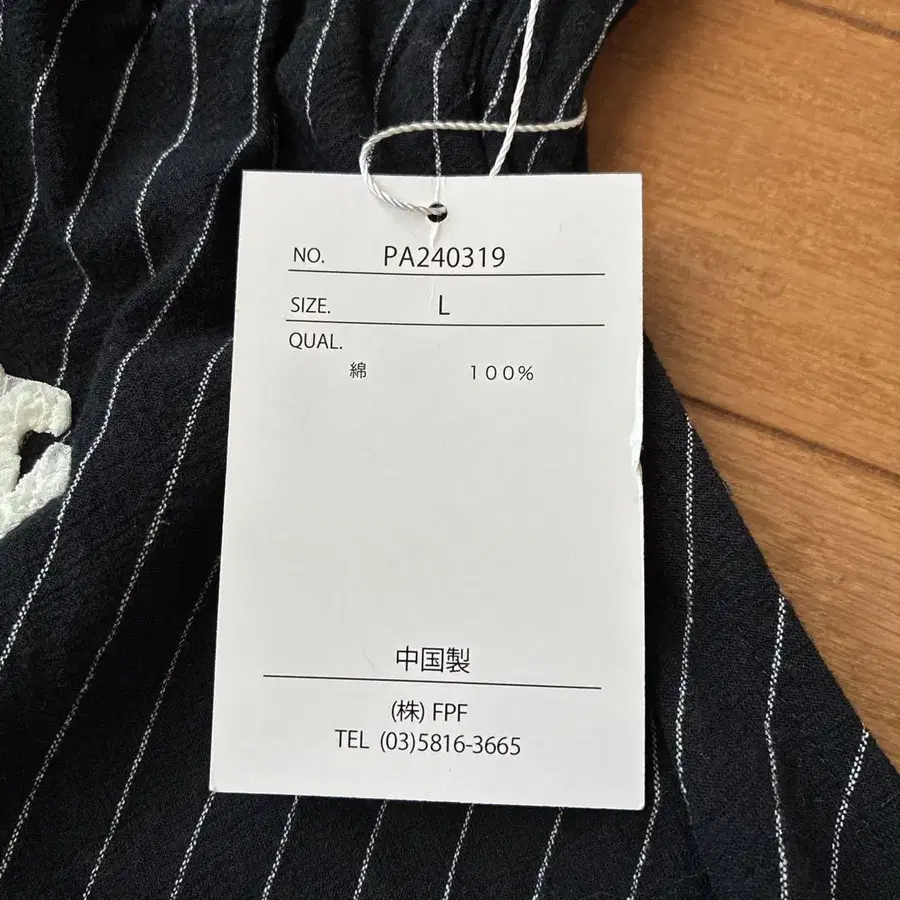 NO. PA240319
SIZE. L
QUAL.
綿 １００％
中国製
(株) FPF
TEL (03)5816-3665